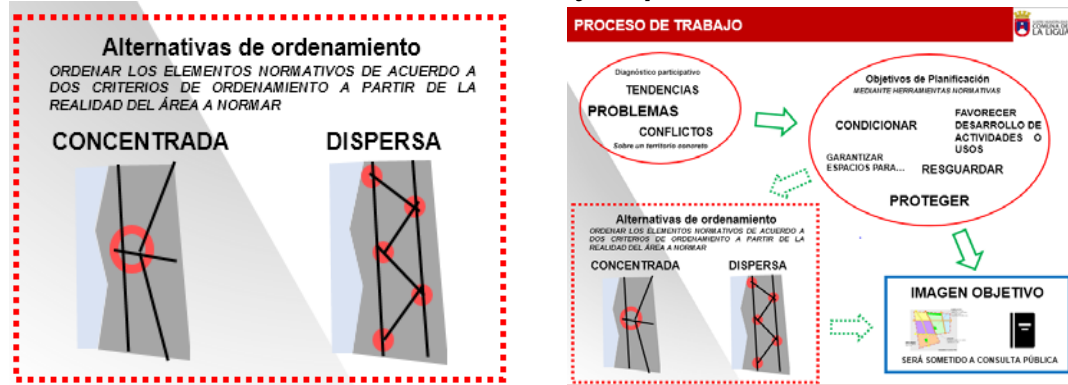 Alternativas de ordenamiento
ORDENAR LOS ELEMENTOS NORMATIVOS DE ACUERDO A
DOS CRITERIOS DE ORDENAMIENTO A PARTIR DE LA
REALIDAD DEL ÁREA A NORMAR
CONCENTRADA
DISPERSA
PROCESO DE TRABAJO
COMUNA DE
LA LIGUA
Diagnóstico participativo
TENDENCIAS
PROBLEMAS
CONFLICTOS
Sobre un territorio concreto
Objetivos de Planificación
MEDIANTE HERRAMIENTAS NORMATIVAS
CONDICIONAR
FAVORECER
DESARROLLO DE
ACTIVIDADES O
USOS
GARANTIZAR
ESPACIOS PARA...
RESGUARDAR
PROTEGER
Alternativas de ordenamiento
ORDENAR LOS ELEMENTOS NORMATIVOS DE ACUERDO A
DOS CRITERIOS DE ORDENAMIENTO A PARTIR DE LA
REALIDAD DEL ÁREA A NORMAR
CONCENTRADA
DISPERSA
IMAGEN OBJETIVO
SERÁ SOMETIDO A CONSULTA PÚBLICA